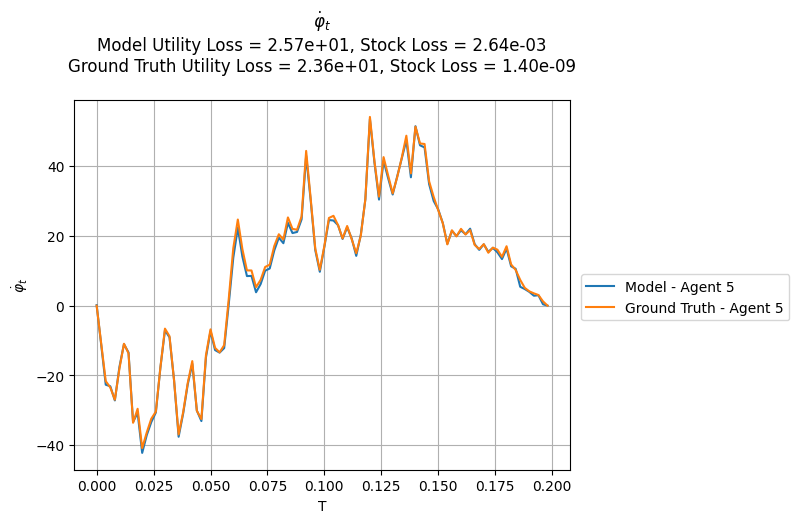 φ̇ₜ
Model Utility Loss = 2.57e+01, Stock Loss = 2.64e-03
Ground Truth Utility Loss = 2.36e+01, Stock Loss = 1.40e-09
φ̇ₜ
40
20
0
−20
−40
0.000 0.025 0.050 0.075 0.100 0.125 0.150 0.175 0.200
T
Model - Agent 5
Ground Truth - Agent 5